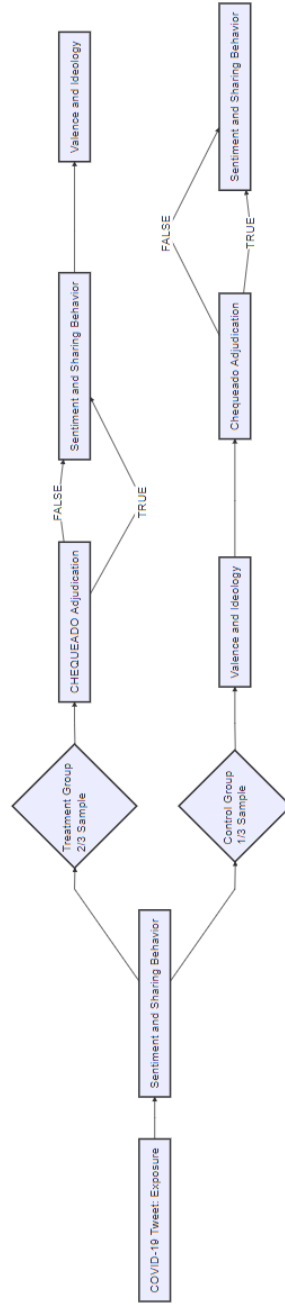 COVID-19 Tweet: Exposure
Sentiment and Sharing Behavior
Treatment Group
2/3 Sample
CHEQUEADO Adjudication
FALSE
TRUE
Sentiment and Sharing Behavior
Valence and Ideology
Control Group
1/3 Sample
Valence and Ideology
Chequeado Adjudication
FALSE
TRUE
Sentiment and Sharing Behavior